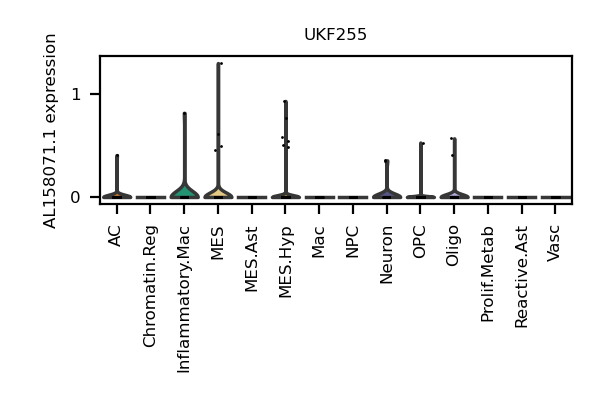 UKF255
AL158071.1 expression
1
0
AC
Chromatin.Reg
Inflammatory.Mac
MES
MES.Ast
MES.Hyp
Mac
NPC
Neuron
OPC
Oligo
Prolif.Metab
Reactive.Ast
Vasc